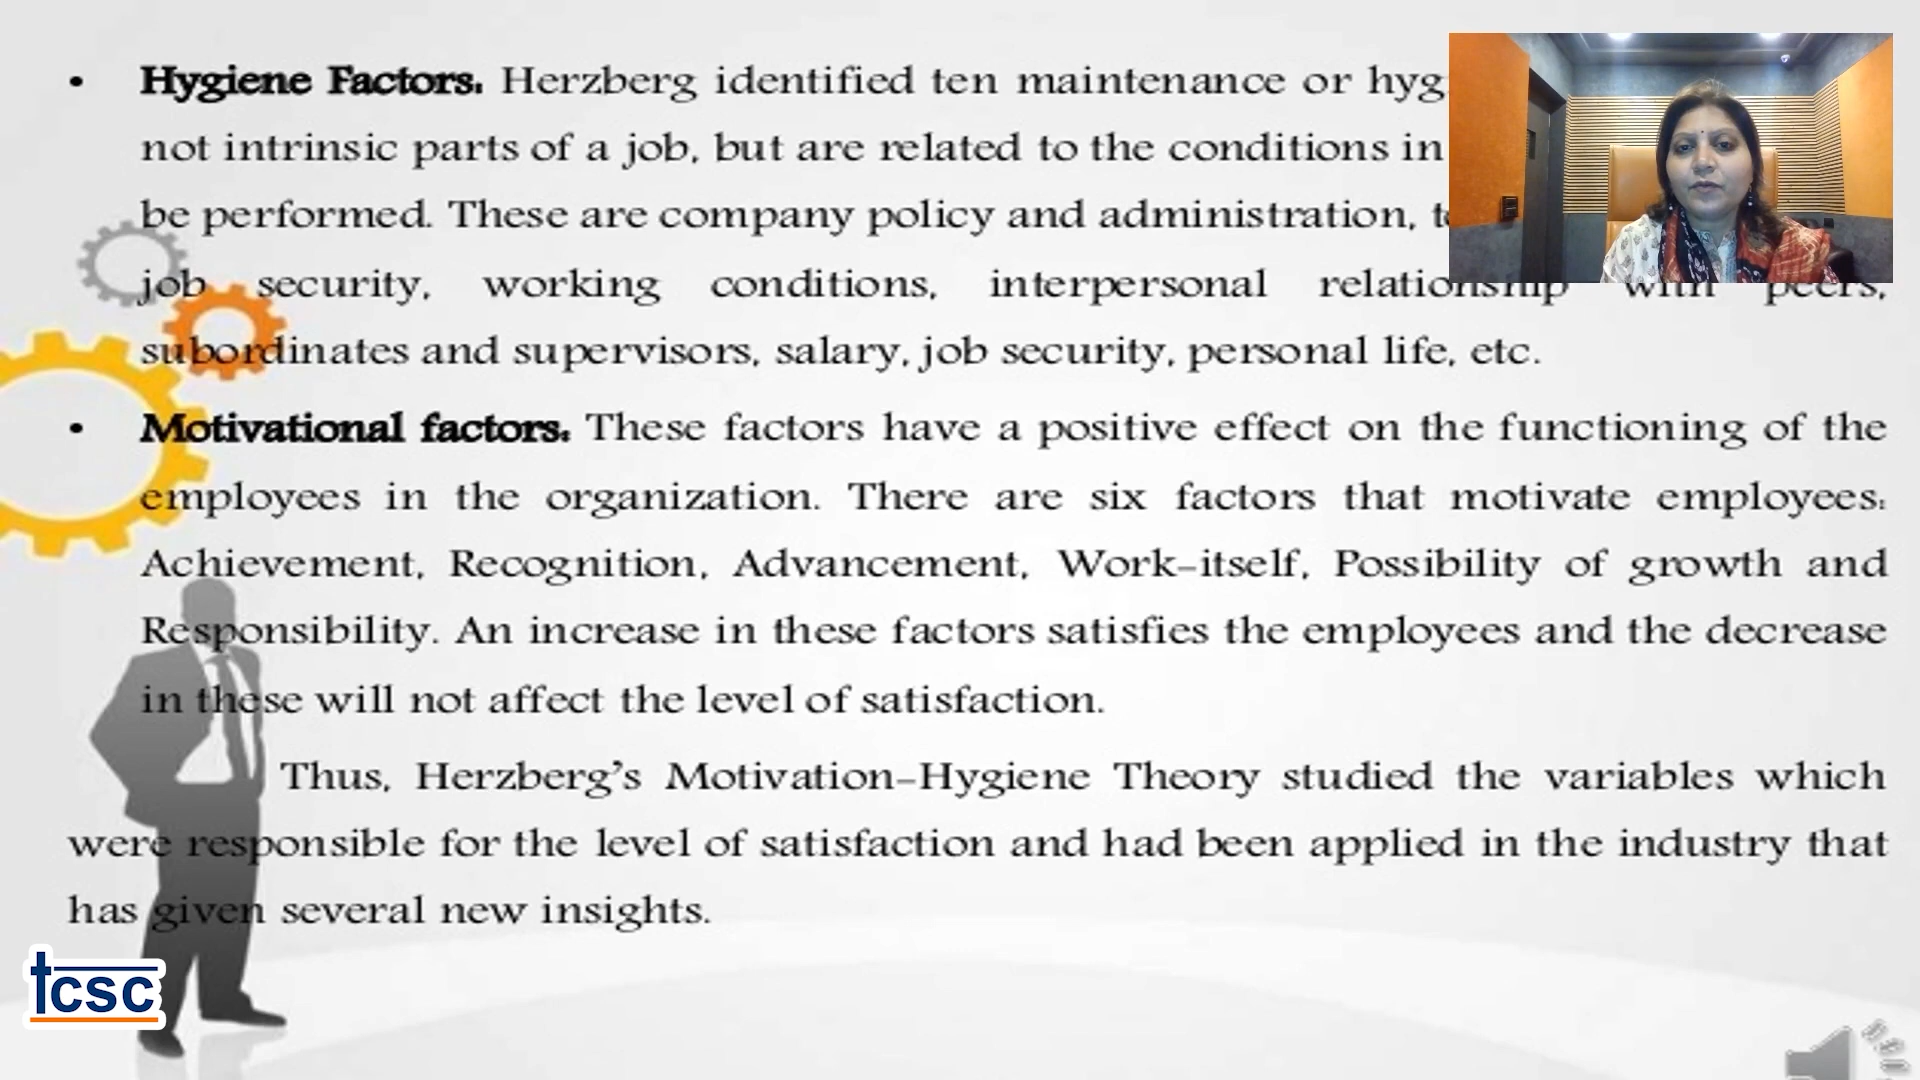 • Hygiene Factors: Herzberg identified ten maintenance or
not intrinsic parts of a job, but are related to the conditions in
be performed. These are company policy and administration,
job security, working conditions, interpersonal relationship with peers,
subordinates and supervisors, salary, job security, personal life, etc.
• Motivational factors: These factors have a positive effect on the functioning of the
employees in the organization. There are six factors that motivate employees:
Achievement, Recognition, Advancement, Work-itself, Possibility of growth and
Responsibility. An increase in these factors satisfies the employees and the decrease
in these will not affect the level of satisfaction.
Thus, Herzberg's Motivation-Hygiene Theory studied the variables which
were responsible for the level of satisfaction and had been applied in the industry that
has given several new insights.
tcsc